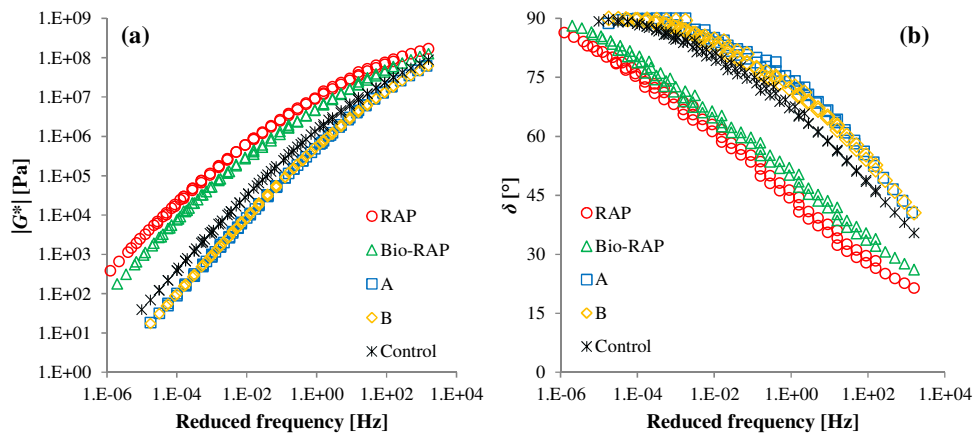 (a)
1.E+09
1.E+08
1.E+07
1.E+06
1.E+05
1.E+04
1.E+03
1.E+02
1.E+01
1.E+00
|G*| [Pa]
RAP
Bio-RAP
A
B
Control
1.E-06 1.E-04 1.E-02 1.E+00 1.E+02 1.E+04
Reduced frequency [Hz]
(b)
90
75
60
45
30
15
0
δ [°]
RAP
Bio-RAP
A
B
Control
1.E-06 1.E-04 1.E-02 1.E+00 1.E+02 1.E+04
Reduced frequency [Hz]